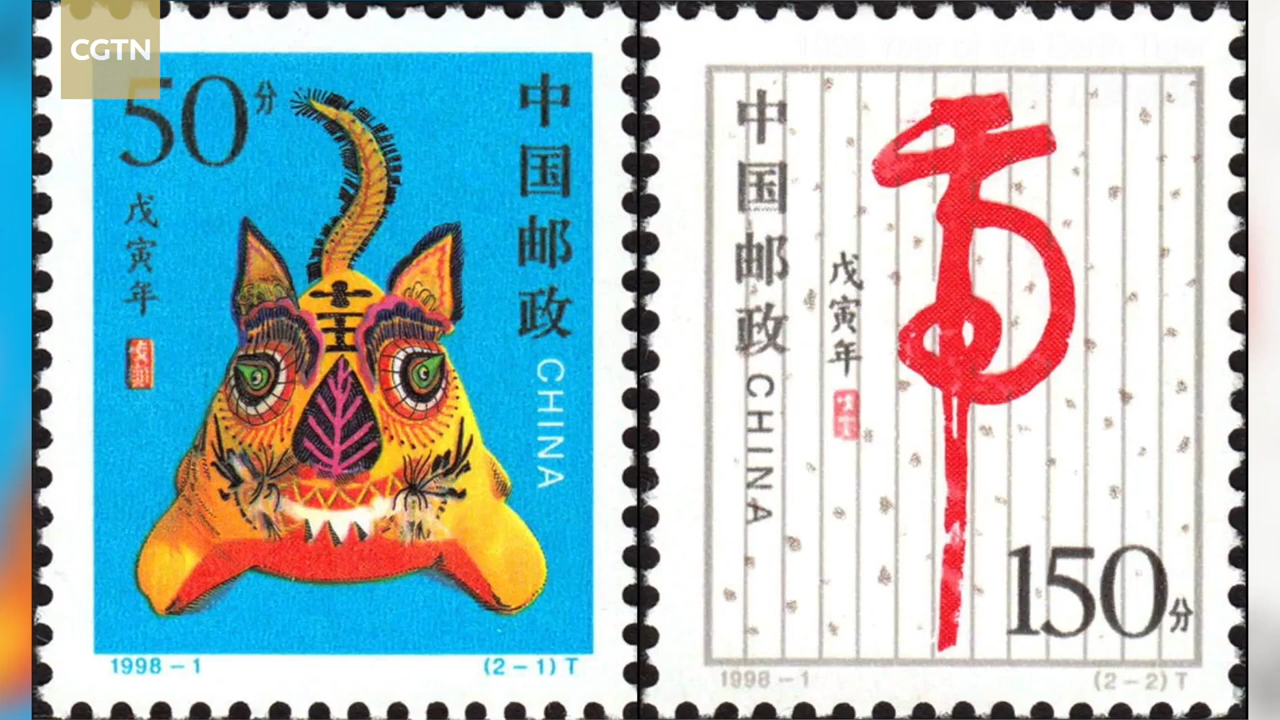 CGTN
50分
戊寅年
中国邮政 CHINA
1998-1
(2-1)T
中国邮政 CHINA
戊寅年
虎
150分
1998-1
(2-2)T